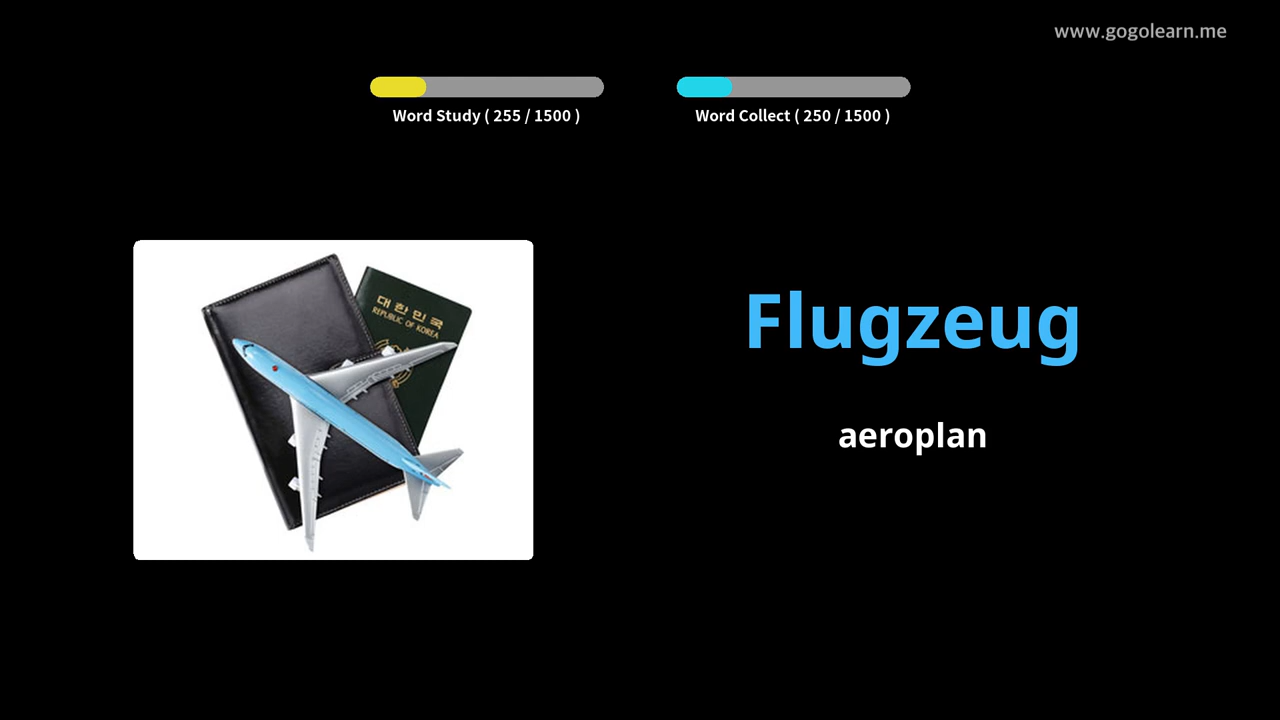 www.gogolearn.me
Word Study ( 255 / 1500 )
Word Collect ( 250 / 1500 )
대한민국
REPUBLIC OF KOREA
Flugzeug
aeroplan